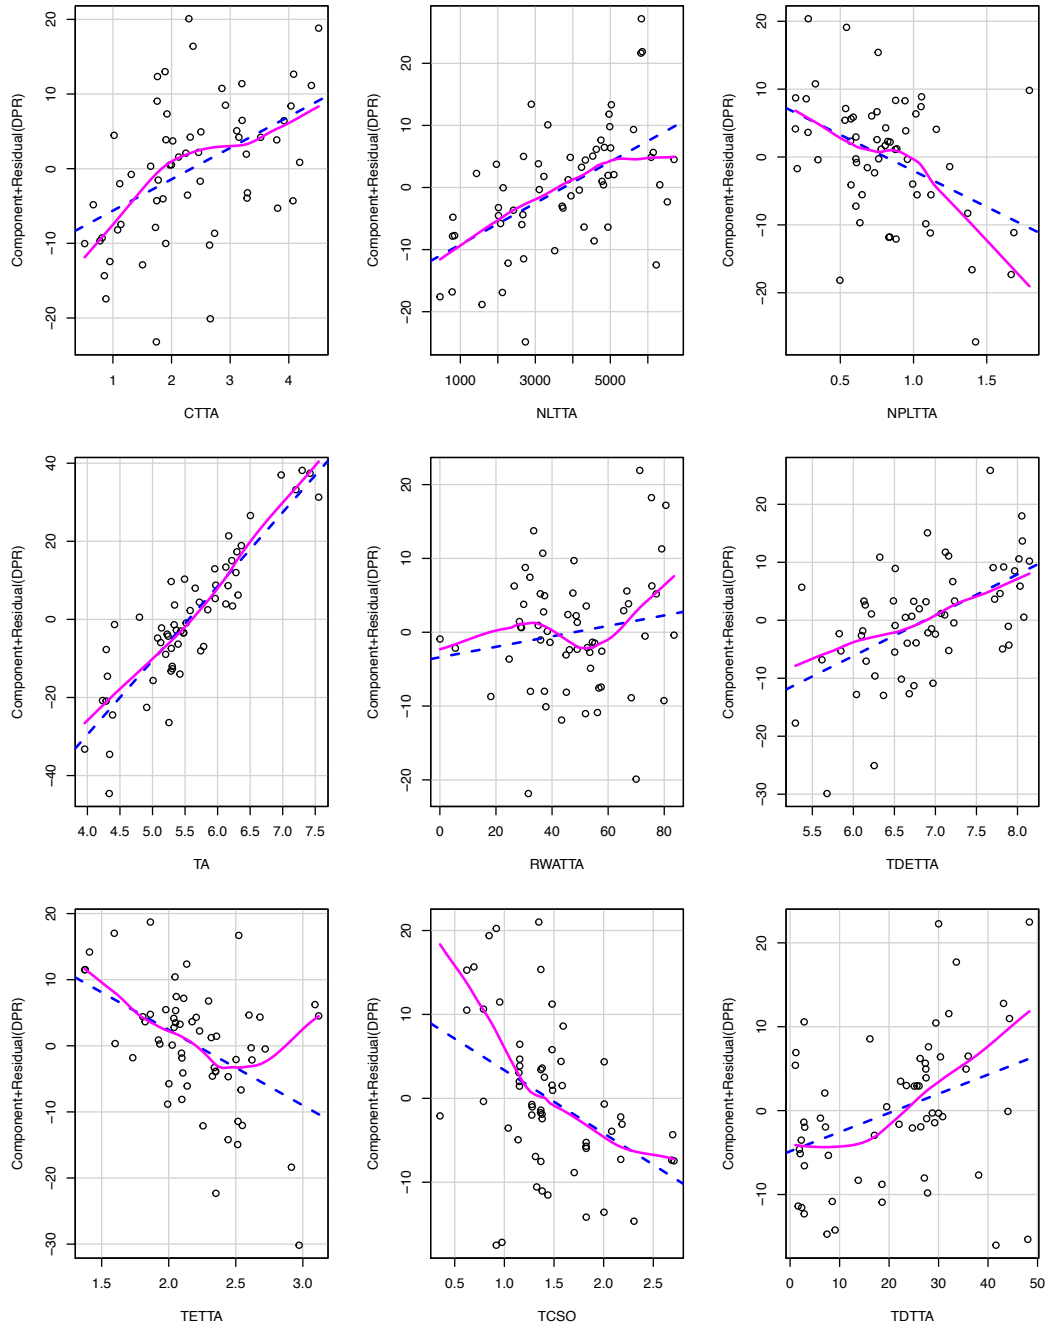 Component+Residual(DPR)
20
10
0
−10
−20
1 2 3 4
CTTA
Component+Residual(DPR)
20
10
0
−10
−20
1000 3000 5000
NLTTA
Component+Residual(DPR)
20
10
0
−10
−20
0.5 1.0 1.5
NPLTTA
Component+Residual(DPR)
40
20
0
−20
−40
4.0 4.5 5.0 5.5 6.0 6.5 7.0 7.5
TA
Component+Residual(DPR)
20
10
0
−10
−20
0 20 40 60 80
RWATTA
Component+Residual(DPR)
20
10
0
−10
−20
−30
5.5 6.0 6.5 7.0 7.5 8.0
TDETTA
Component+Residual(DPR)
20
10
0
−10
−20
−30
1.5 2.0 2.5 3.0
TETTA
Component+Residual(DPR)
20
10
0
−10
0.5 1.0 1.5 2.0 2.5
TCSO
Component+Residual(DPR)
20
10
0
−10
0 10 20 30 40 50
TDTTA